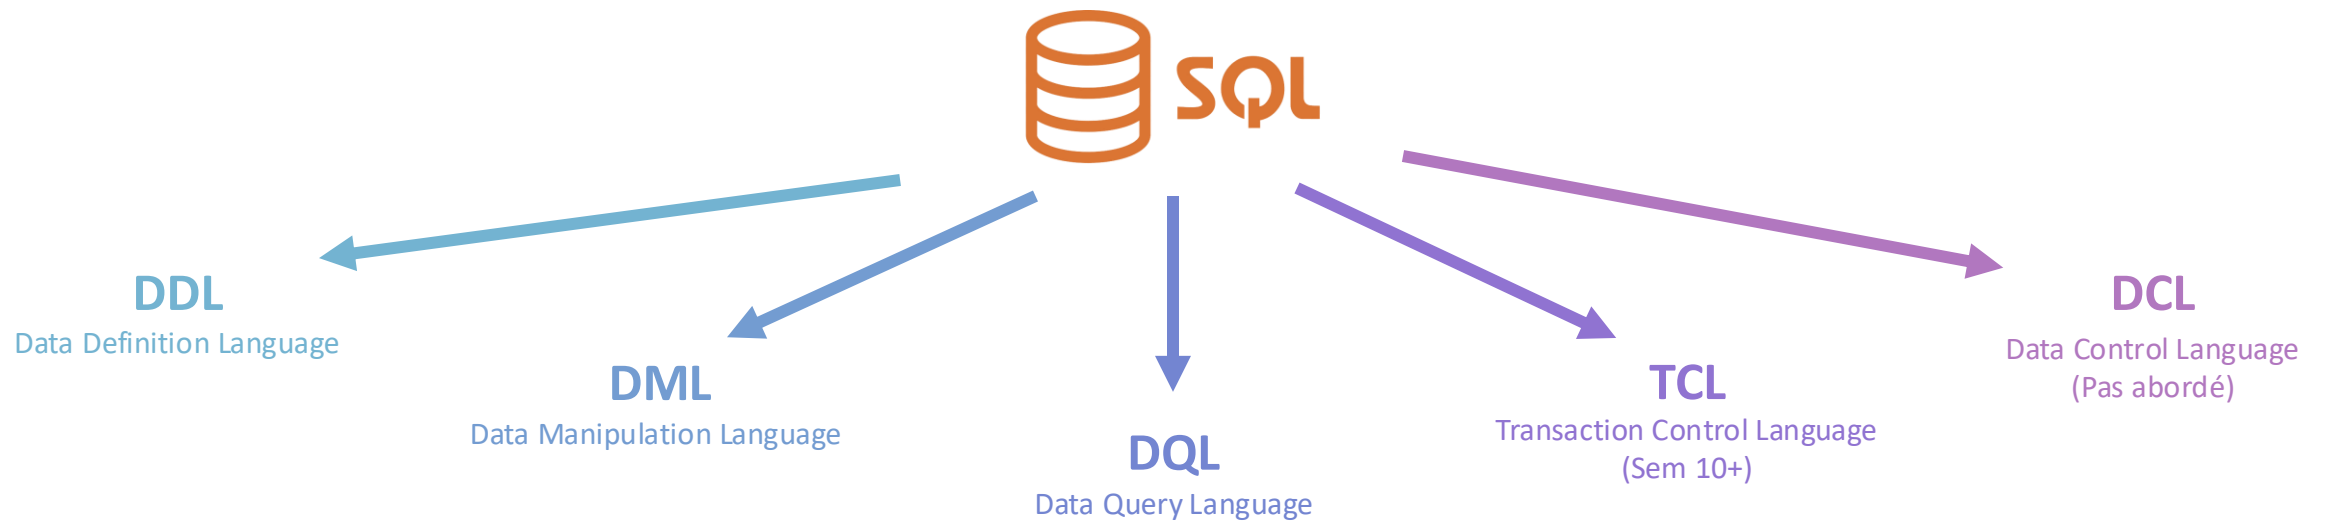 SQL
DDL
Data Definition Language
DML
Data Manipulation Language
DQL
Data Query Language
TCL
Transaction Control Language
(Sem 10+)
DCL
Data Control Language
(Pas abordé)